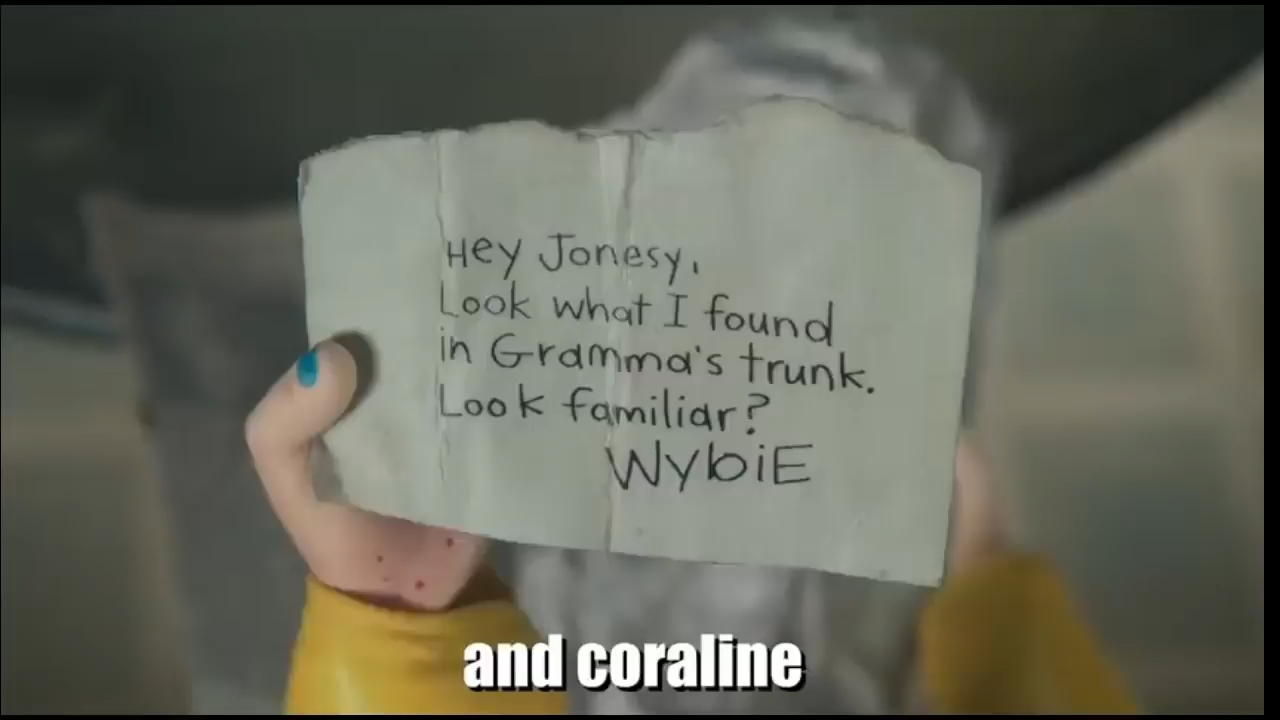 Hey Jonesy,
Look what I found
in Gramma's trunk.
Look familiar?
WybiE
and coraline